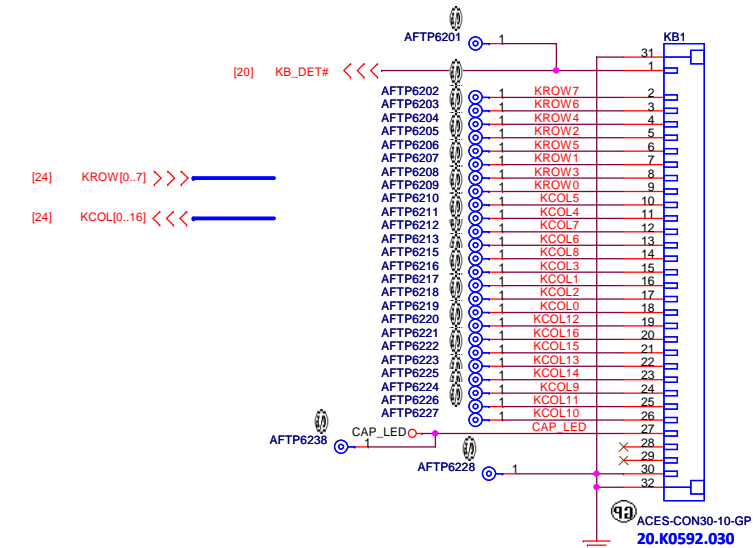 AFTP6201 1 KB1
31
[20] KB_DET# 1
AFTP6202 1 KROW7 2
AFTP6203 1 KROW6 3
AFTP6204 1 KROW4 4
AFTP6205 1 KROW2 5
AFTP6206 1 KROW5 6
AFTP6207 1 KROW1 7
AFTP6208 1 KROW3 8
[24] KROW[0..7] AFTP6209 1 KROW0 9
AFTP6210 1 KCOL5 10
AFTP6211 1 KCOL4 11
[24] KCOL[0..16] AFTP6212 1 KCOL7 12
AFTP6213 1 KCOL6 13
AFTP6215 1 KCOL8 14
AFTP6216 1 KCOL3 15
AFTP6217 1 KCOL1 16
AFTP6218 1 KCOL2 17
AFTP6219 1 KCOL0 18
AFTP6220 1 KCOL12 19
AFTP6221 1 KCOL16 20
AFTP6222 1 KCOL15 21
AFTP6223 1 KCOL13 22
AFTP6225 1 KCOL14 23
AFTP6224 1 KCOL9 24
AFTP6226 1 KCOL11 25
AFTP6227 1 KCOL10 26
CAP_LED CAP_LED 27
AFTP6238 1 28
29
AFTP6228 1 30
32
GP
ACES-CON30-10-GP
20.K0592.030